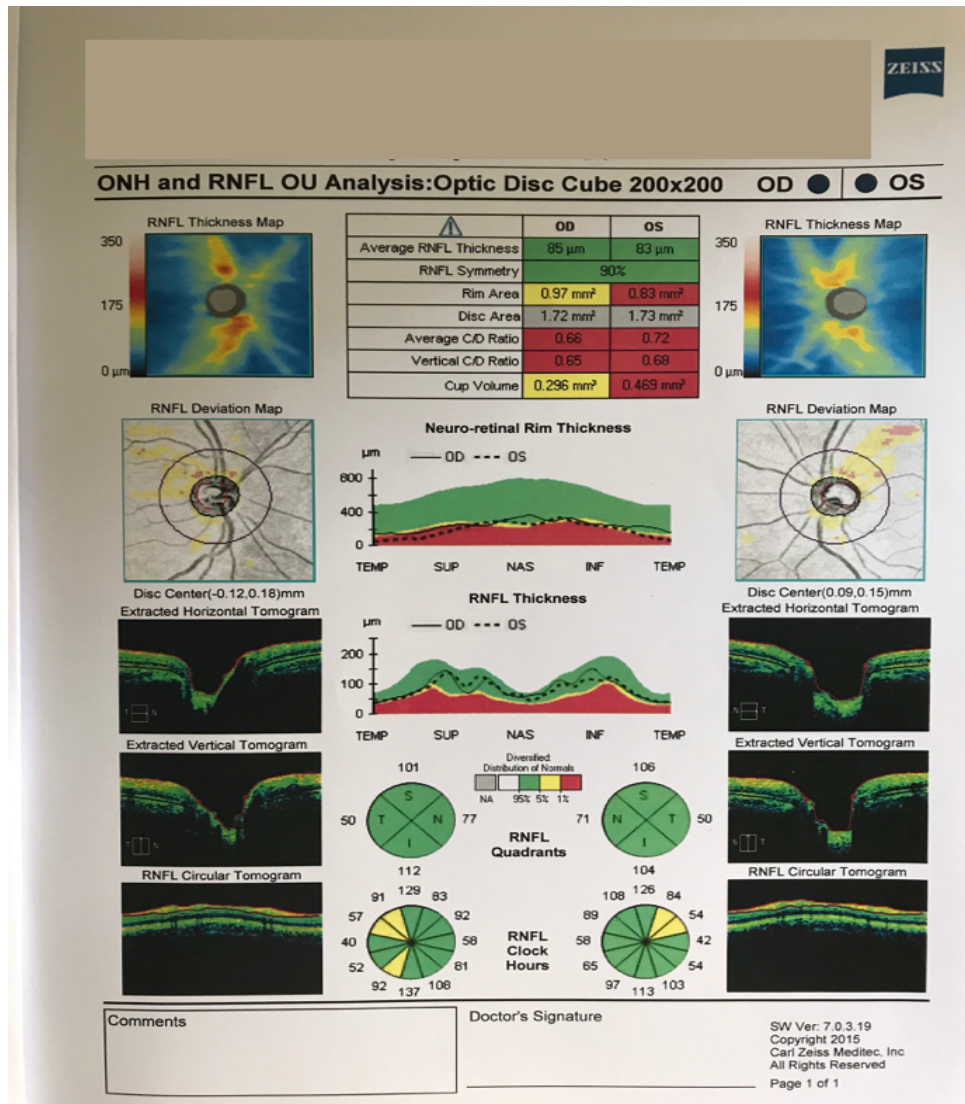 ZEISS
ONH and RNFL OU Analysis:Optic Disc Cube 200x200 OD OS
RNFL Thickness Map
350
175
0 µm
OD OS
Average RNFL Thickness 85 µm 83 µm
RNFL Symmetry 90%
Rim Area 0.97 mm² 0.83 mm²
Disc Area 1.72 mm² 1.73 mm²
Average C/D Ratio 0.66 0.72
Vertical C/D Ratio 0.65 0.68
Cup Volume 0.296 mm³ 0.469 mm³
RNFL Thickness Map
350
175
0 µm
RNFL Deviation Map
Disc Center(-0.12,0.18)mm
Extracted Horizontal Tomogram
T N
Extracted Vertical Tomogram
I S
RNFL Circular Tomogram
Neuro-retinal Rim Thickness
µm OD OS
800
400
0
TEMP SUP NAS INF TEMP
RNFL Thickness
µm OD OS
200
100
0
TEMP SUP NAS INF TEMP
Diversified:
Distribution of Normals
NA 95% 5% 1%
101
50 S T N I 77
112
RNFL
Quadrants
106
71 S N T I 50
104
129
91 83
57 92
40 58
52 81
92 108
137
RNFL
Clock
Hours
126
108 84
89 54
58 42
65 54
97 103
113
RNFL Deviation Map
Disc Center(0.09,0.15)mm
Extracted Horizontal Tomogram
N T
Extracted Vertical Tomogram
RNFL Circular Tomogram
Comments
Doctor's Signature
SW Ver: 7.0.3.19
Copyright 2015
Carl Zeiss Meditec, Inc
All Rights Reserved
Page 1 of 1